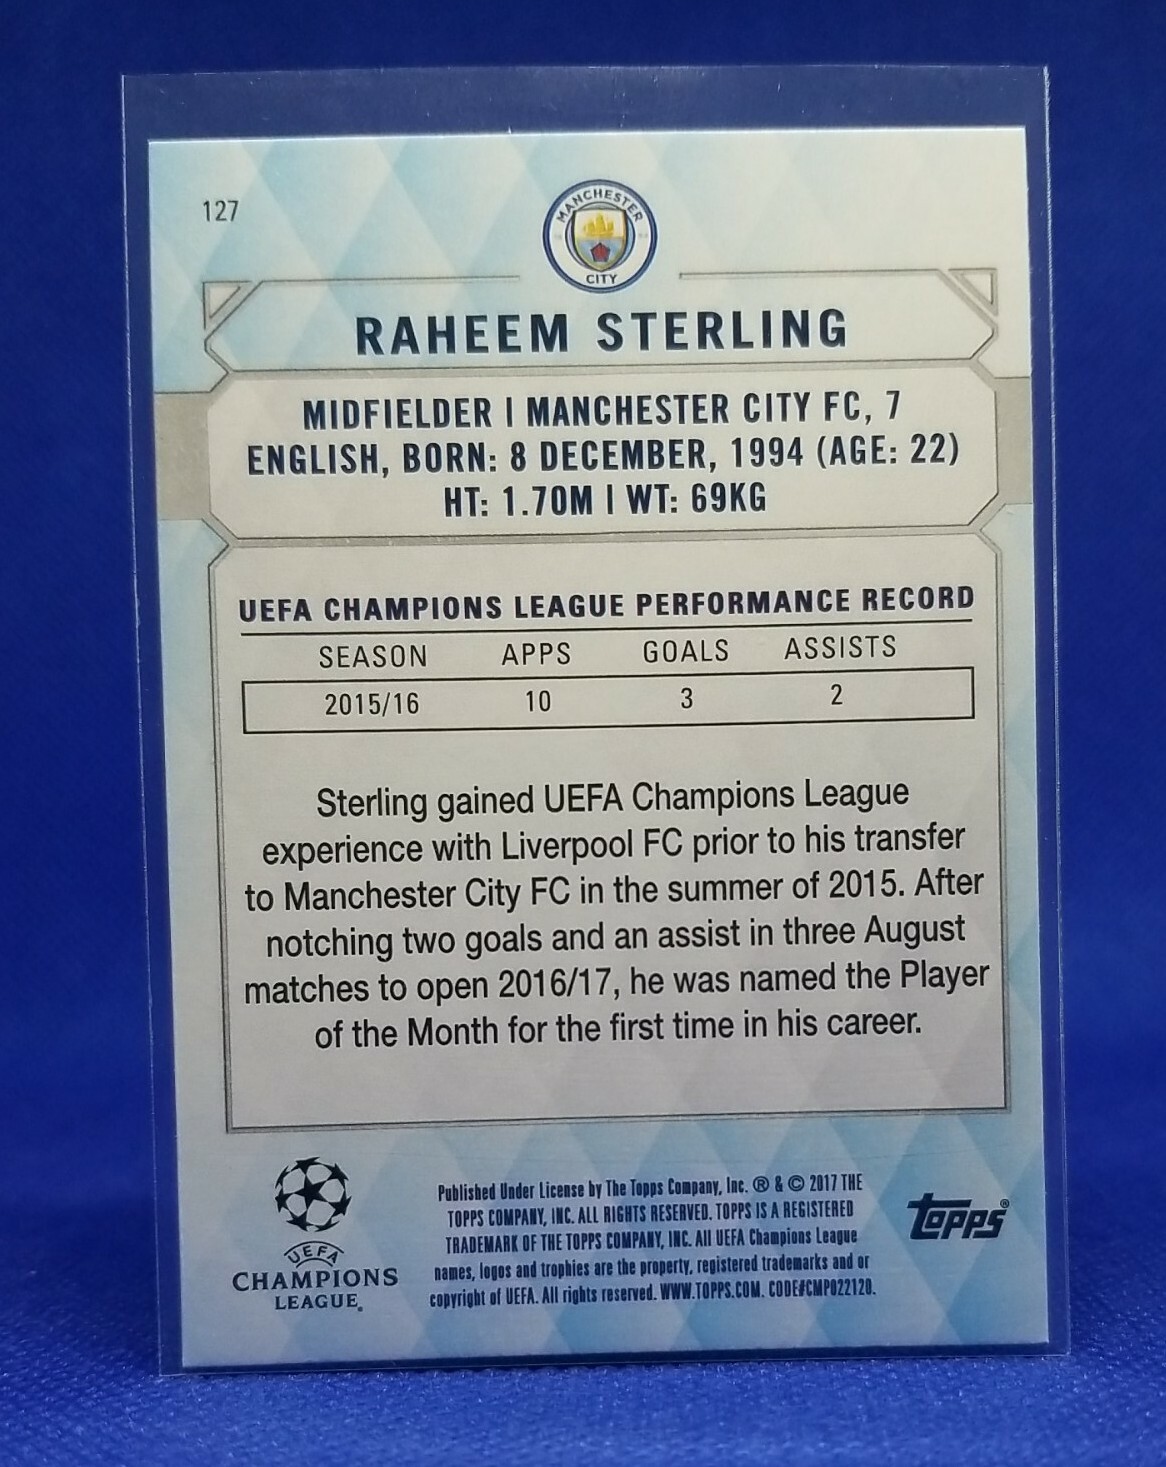 127
MANCHESTER
CITY
RAHEEM STERLING
MIDFIELDER | MANCHESTER CITY FC, 7
ENGLISH, BORN: 8 DECEMBER, 1994 (AGE: 22)
HT: 1.70M | WT: 69KG
UEFA CHAMPIONS LEAGUE PERFORMANCE RECORD
SEASON APPS GOALS ASSISTS
2015/16 10 3 2
Sterling gained UEFA Champions League
experience with Liverpool FC prior to his transfer
to Manchester City FC in the summer of 2015. After
notching two goals and an assist in three August
matches to open 2016/17, he was named the Player
of the Month for the first time in his career.
UEFA
CHAMPIONS
LEAGUE®
Published Under License by The Topps Company, Inc. ® & © 2017 THE
TOPPS COMPANY, INC. ALL RIGHTS RESERVED. TOPPS IS A REGISTERED
TRADEMARK OF THE TOPPS COMPANY, INC. All UEFA Champions League
names, logos and trophies are the property, registered trademarks and or
copyright of UEFA. All rights reserved. WWW.TOPPS.COM. CODE#CMP022120.
Topps®